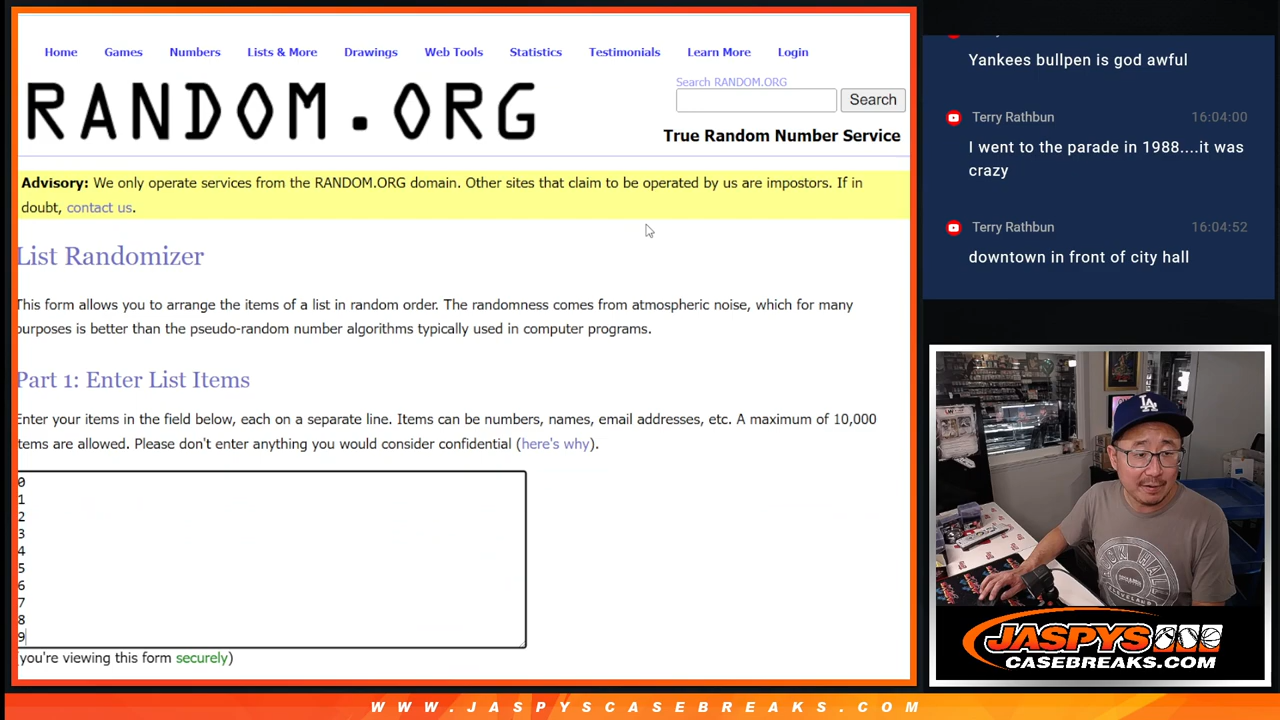 Home Games Numbers Lists & More Drawings Web Tools Statistics Testimonials Learn More Login
RANDOM.ORG
Search RANDOM.ORG
Search
True Random Number Service
Advisory: We only operate services from the RANDOM.ORG domain. Other sites that claim to be operated by us are impostors. If in
doubt, contact us.
List Randomizer
This form allows you to arrange the items of a list in random order. The randomness comes from atmospheric noise, which for many
purposes is better than the pseudo-random number algorithms typically used in computer programs.
Part 1: Enter List Items
Enter your items in the field below, each on a separate line. Items can be numbers, names, email addresses, etc. A maximum of 10,000
items are allowed. Please don't enter anything you would consider confidential (here's why).
0
1
2
3
4
5
6
7
8
9
(you're viewing this form securely)
Yankees bullpen is god awful
Terry Rathbun 16:04:00
I went to the parade in 1988....it was
crazy
Terry Rathbun 16:04:52
downtown in front of city hall
LA
CLEVELAND
JASPYS
CASEBREAKS.COM
WWW.JASPYSCASEBREAKS.COM